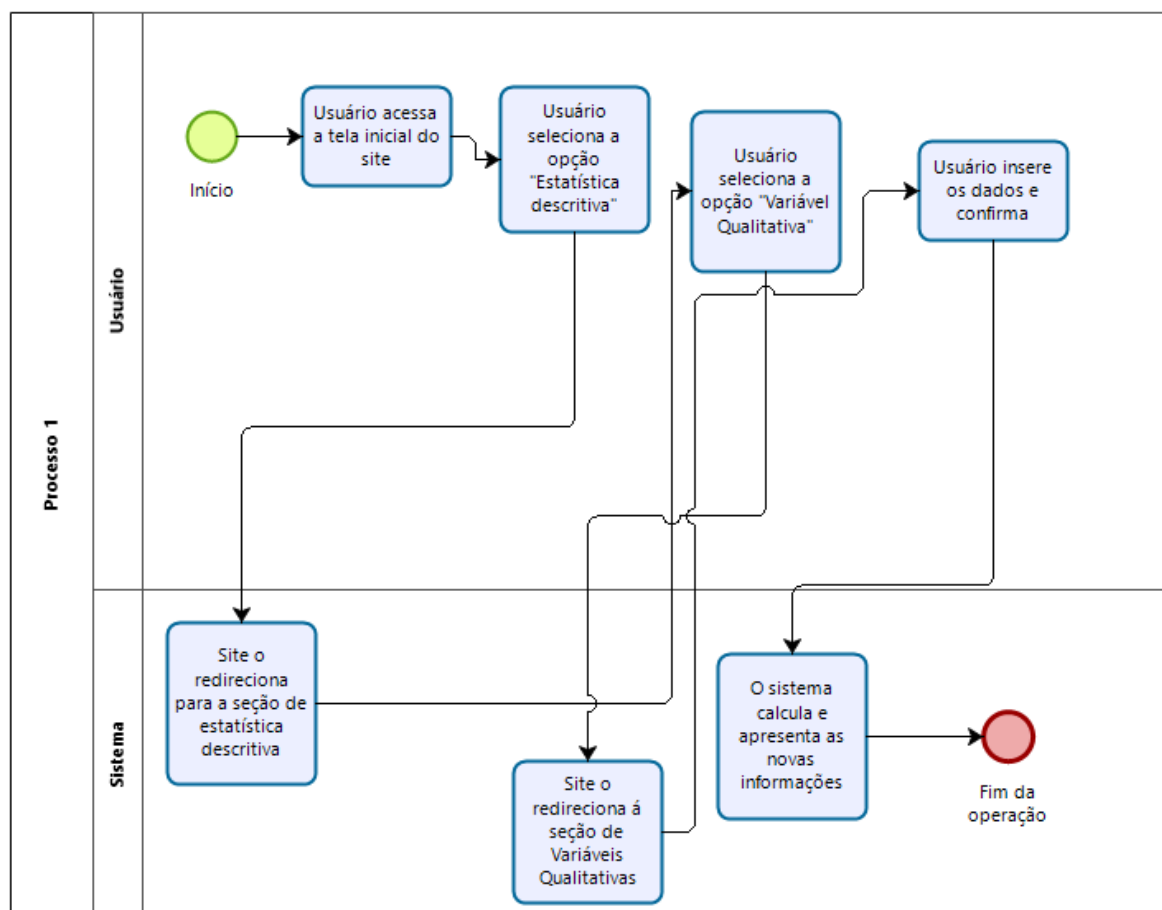 Processo 1
Usuário
Início
Usuário acessa
a tela inicial do
site
Usuário
seleciona a
opção
"Estatística
descritiva"
Usuário
seleciona a
opção "Variável
Qualitativa"
Usuário insere
os dados e
confirma
Sistema
Site o
redireciona
para a seção de
estatística
descritiva
Site o
redireciona á
seção de
Variáveis
Qualitativas
O sistema
calcula e
apresenta as
novas
informações
Fim da
operação